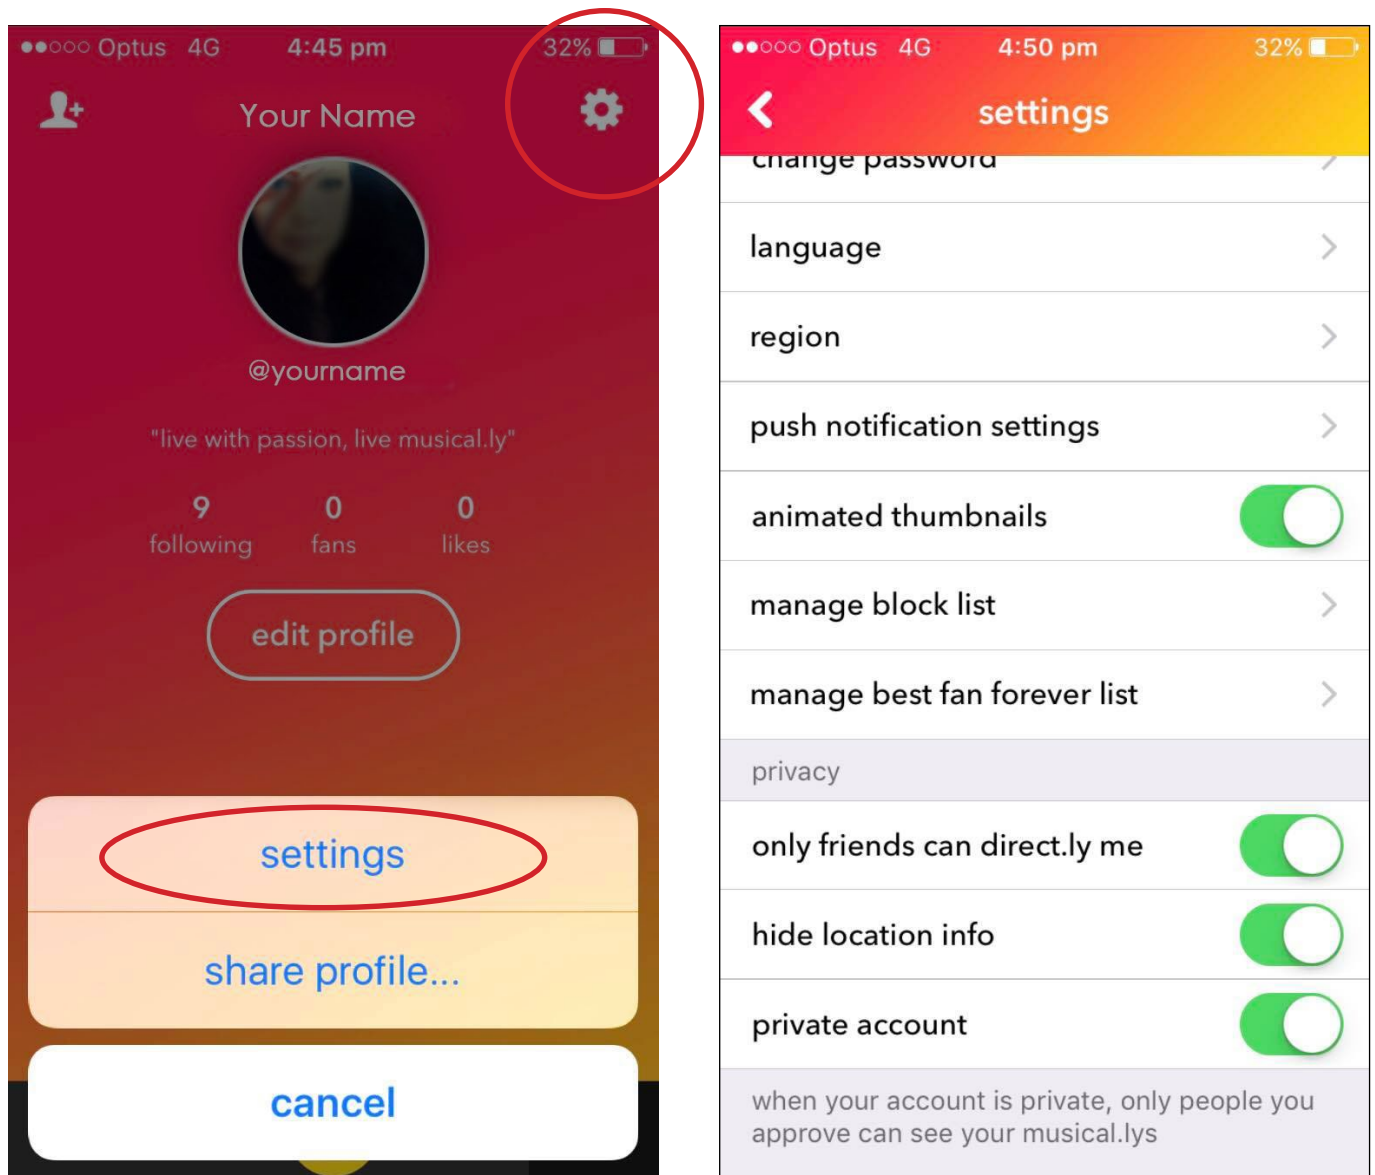 Optus 4G 4:45 pm 32%
Your Name
@yourname
"live with passion, live musical.ly"
9 0 0
following fans likes
edit profile
settings
share profile...
cancel
Optus 4G 4:50 pm 32%
settings
change password
language
region
push notification settings
animated thumbnails
manage block list
manage best fan forever list
privacy
only friends can direct.ly me
hide location info
private account
when your account is private, only people you
approve can see your musical.lys